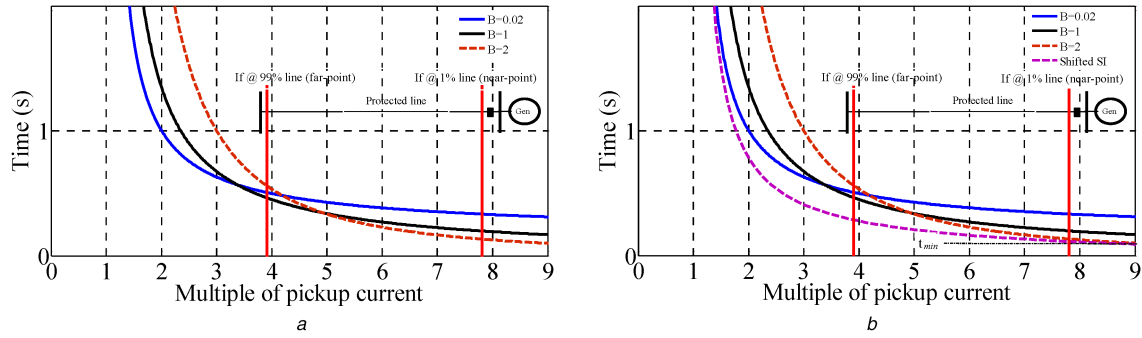 B=0.02
B=1
B=2
If @ 99% line (far-point)
If @ 1% line (near-point)
Protected line
Gen
Time (s)
1
0
0 1 2 3 4 5 6 7 8 9
Multiple of pickup current
a
B=0.02
B=1
B=2
Shifted SI
If @ 99% line (far-point)
If @ 1% line (near-point)
Protected line
Gen
Time (s)
1
t min
0
0 1 2 3 4 5 6 7 8 9
Multiple of pickup current
b